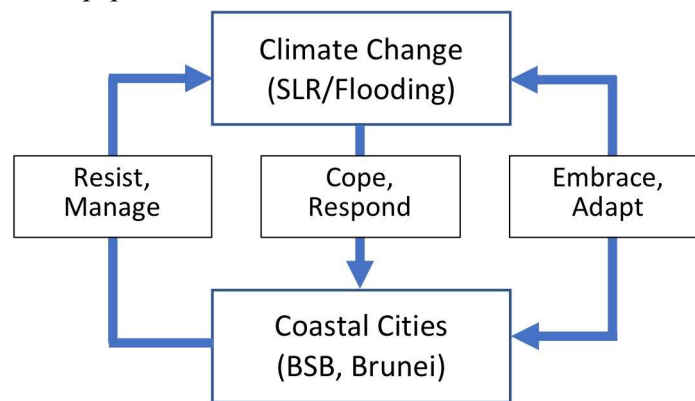 Climate Change
(SLR/Flooding)
Resist,
Manage
Cope,
Respond
Embrace,
Adapt
Coastal Cities
(BSB, Brunei)